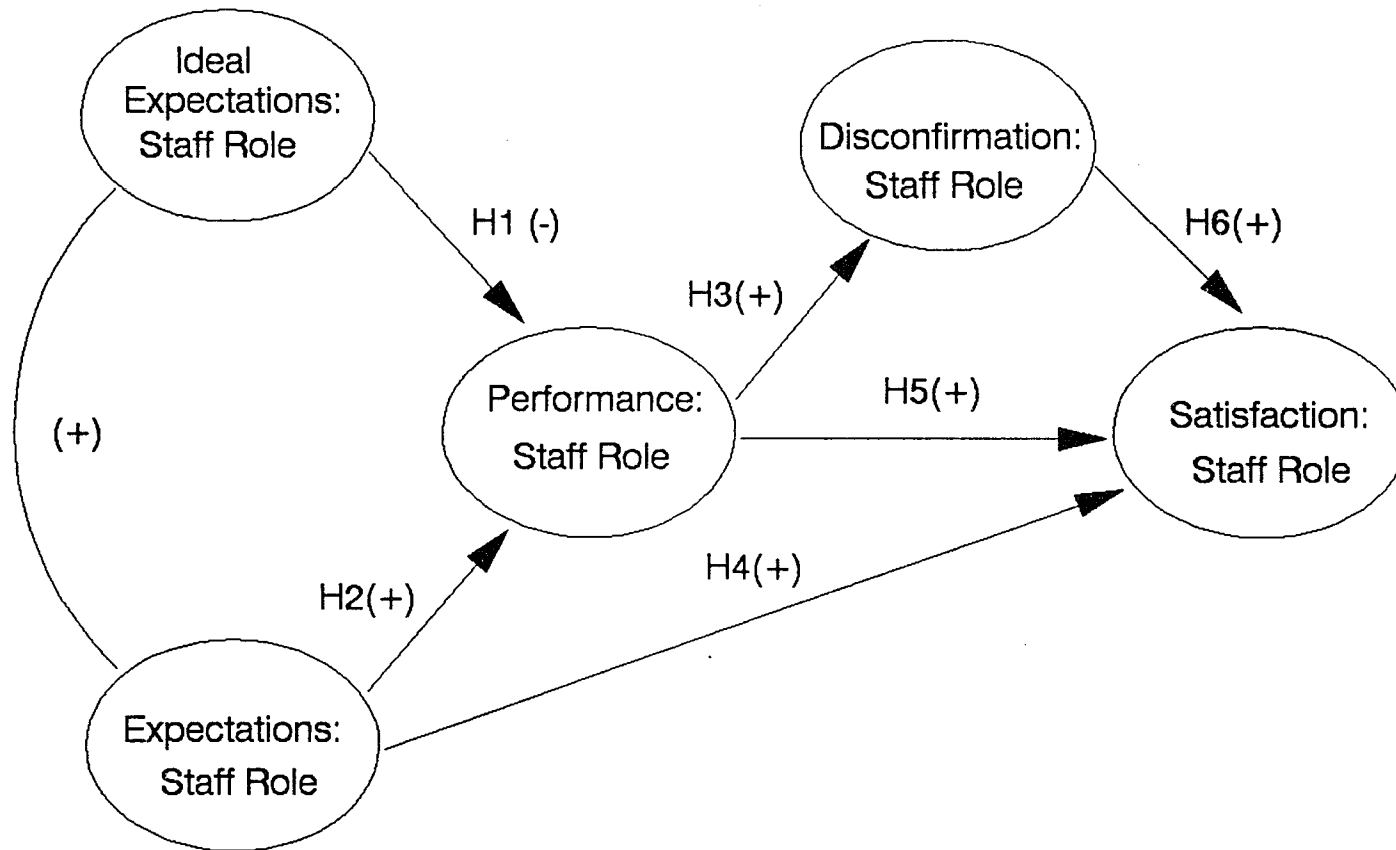 Ideal
Expectations:
Staff Role
Disconfirmation:
Staff Role
H1 (-)
H6(+)
H3(+)
Performance:
Staff Role
H5(+)
Satisfaction:
Staff Role
(+)
H2(+)
H4(+)
Expectations:
Staff Role